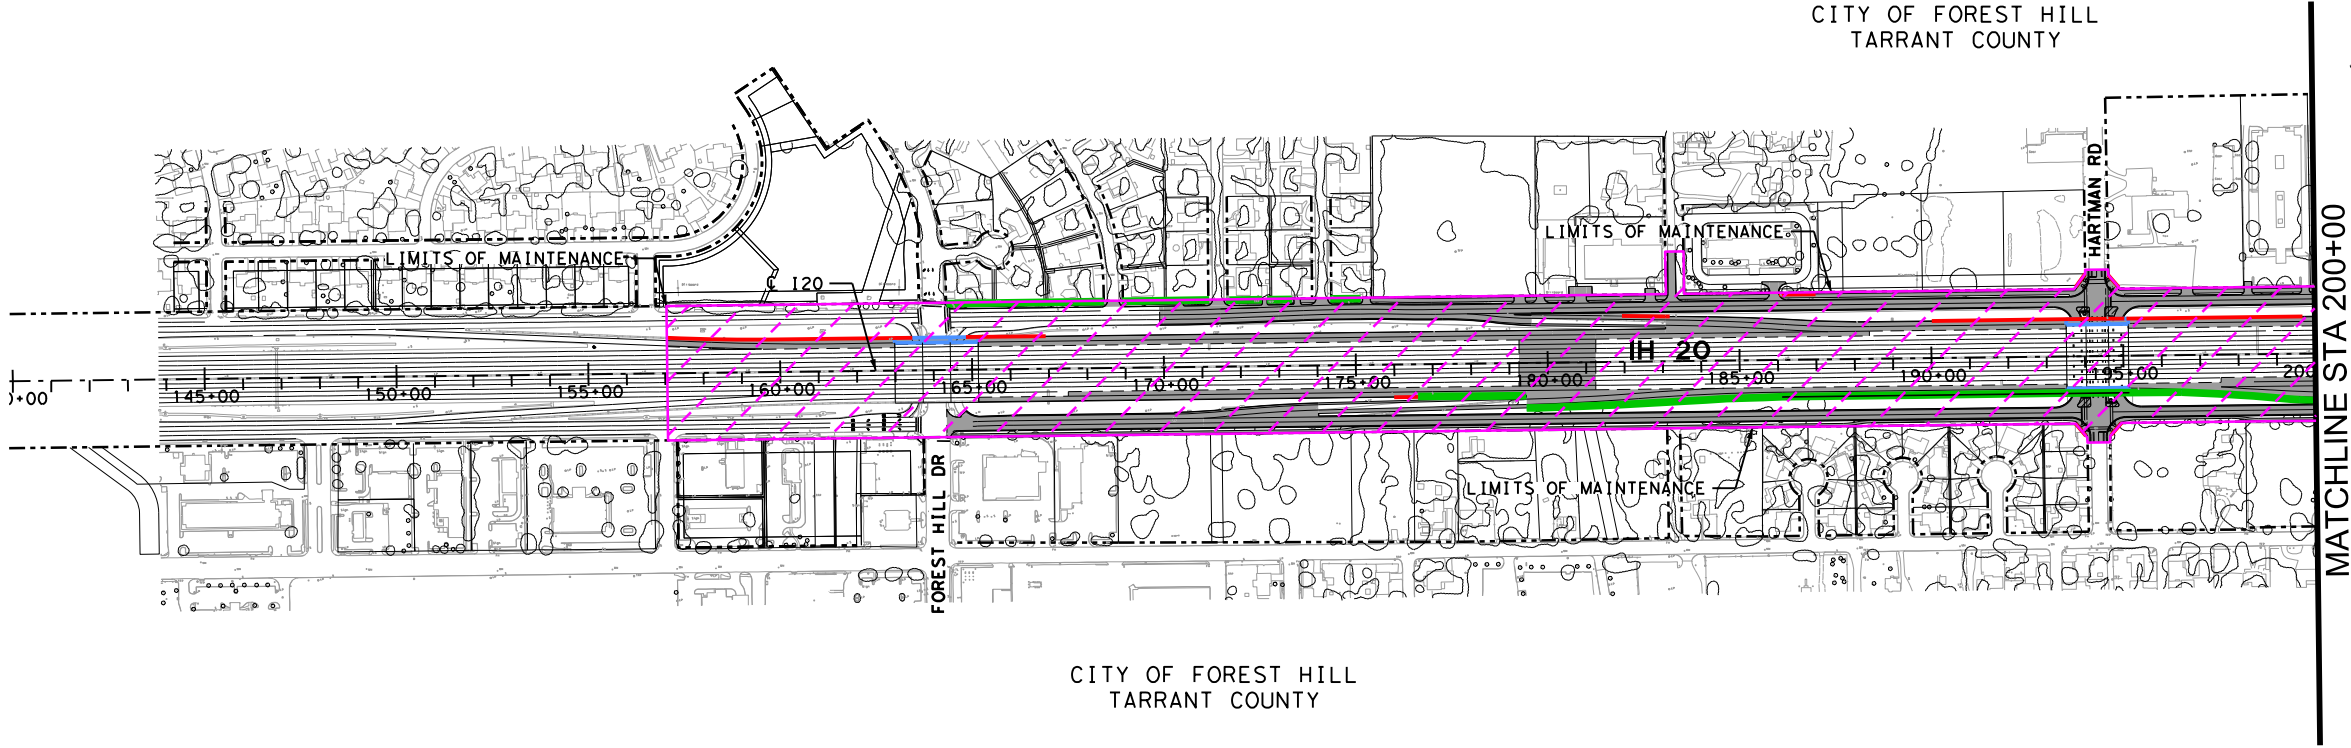 CITY OF FOREST HILL
TARRANT COUNTY
HARTMAN RD
LIMITS OF MAINTENANCE
LIMITS OF MAINTENANCE
I20
MATCHLINE STA 200+00
IH 20
145+00
150+00
155+00
160+00
165+00
170+00
175+00
180+00
185+00
190+00
195+00
200
LIMITS OF MAINTENANCE
FOREST HILL DR
CITY OF FOREST HILL
TARRANT COUNTY